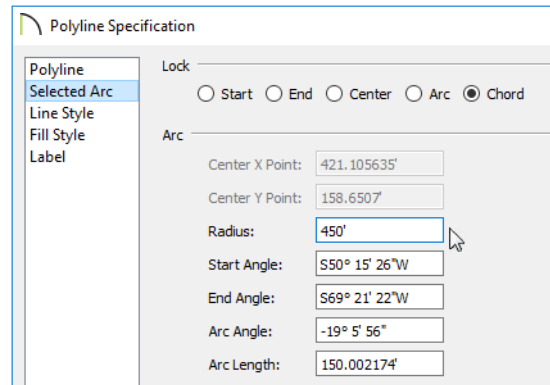 Polyline Specification
Polyline
Selected Arc
Line Style
Fill Style
Label
Lock
Start End Center Arc Chord
Arc
Center X Point: 421.105635'
Center Y Point: 158.6507'
Radius: 450'
Start Angle: S50° 15' 26"W
End Angle: S69° 21' 22"W
Arc Angle: -19° 5' 56"
Arc Length: 150.002174'